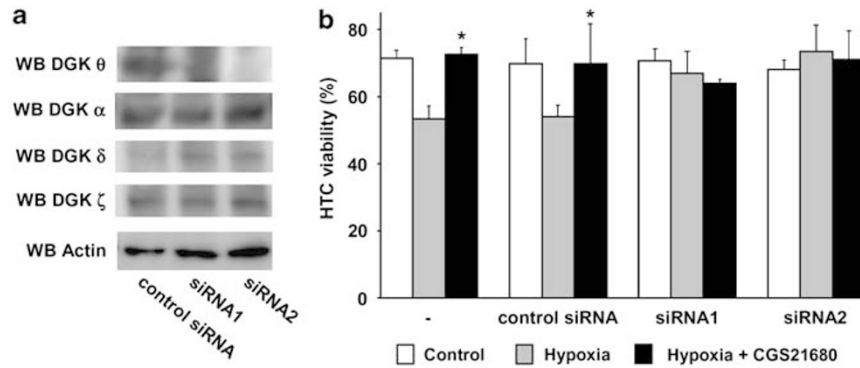 a
WB DGK θ
WB DGK α
WB DGK δ
WB DGK ζ
WB Actin
control siRNA
siRNA1
siRNA2
b
HTC viability (%)
80
60
40
20
0
*
*
-
control siRNA
siRNA1
siRNA2
Control
Hypoxia
Hypoxia + CGS21680